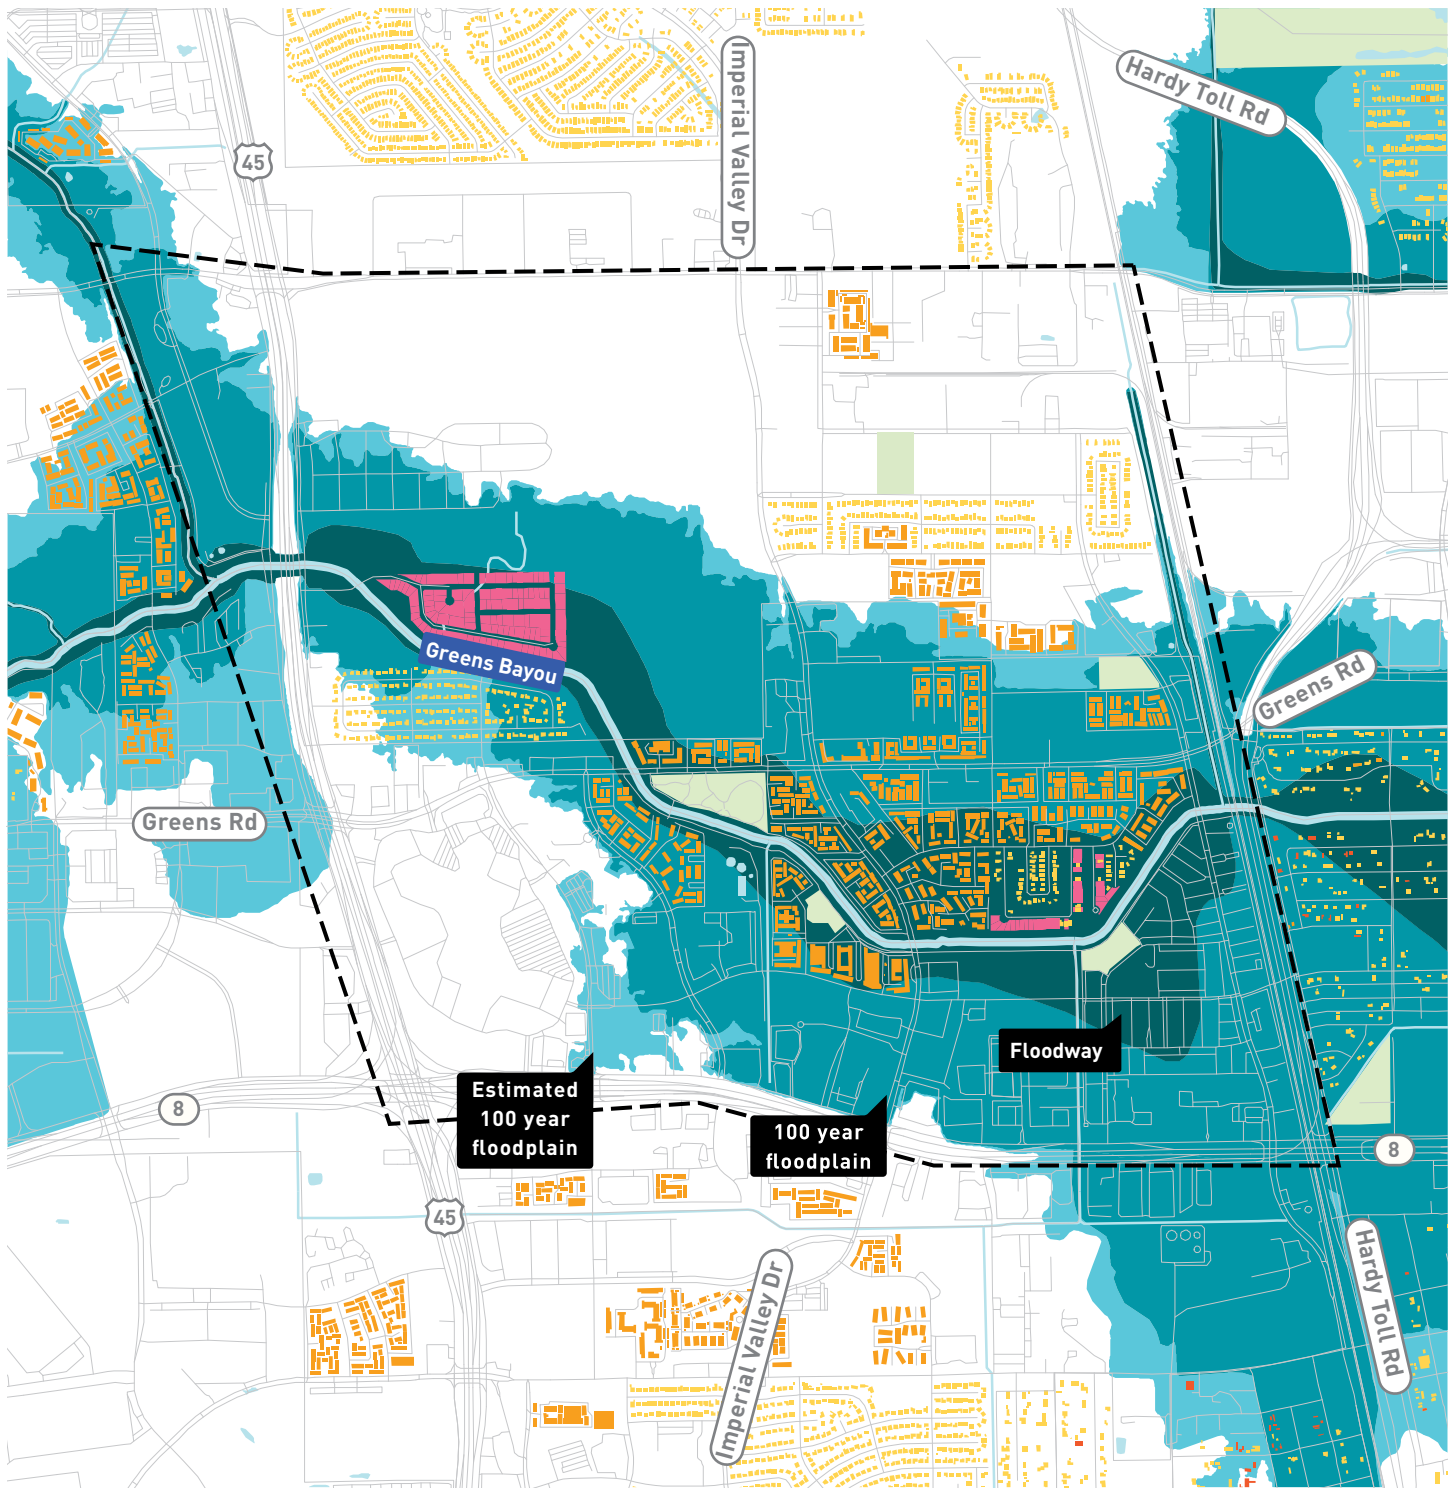 Imperial Valley Dr
Hardy Toll Rd
45
Greens Bayou
Greens Rd
Greens Rd
Floodway
Estimated
100 year
floodplain
8
100 year
floodplain
8
45
Imperial Valley Dr
Hardy Toll Rd